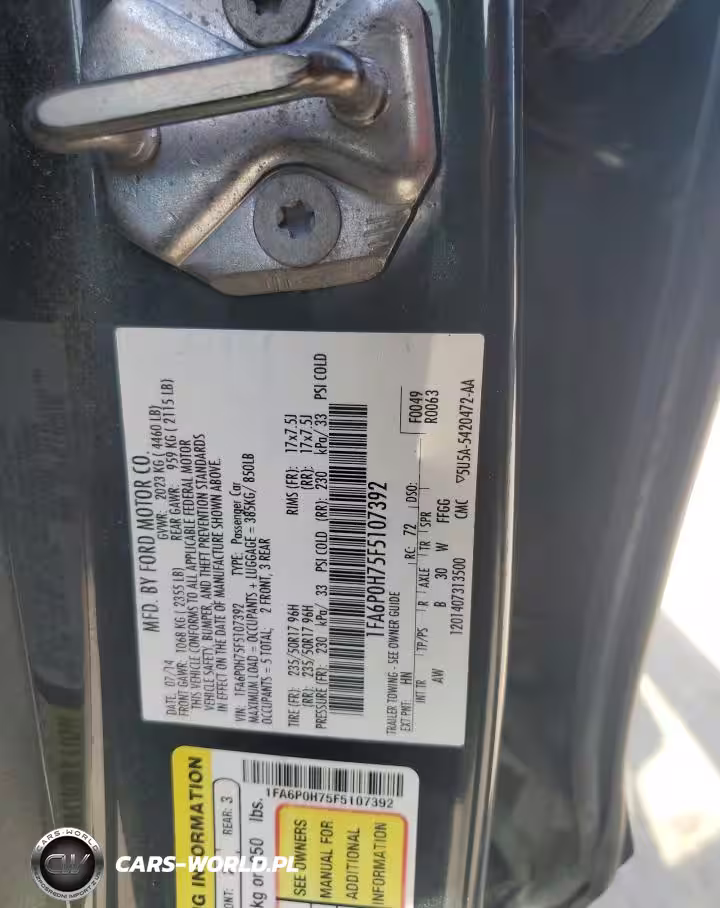 MFD. BY FORD MOTOR CO.
DATE: 07/14 GVWR: 2023 KG ( 4460 LB)
FRONT GAWR: 1068 KG ( 2355 LB) REAR GAWR: 959 KG ( 2115 LB)
THIS VEHICLE CONFORMS TO ALL APPLICABLE FEDERAL MOTOR
VEHICLE SAFETY, BUMPER, AND THEFT PREVENTION STANDARDS
IN EFFECT ON THE DATE OF MANUFACTURE SHOWN ABOVE.
VIN: 1FA6P0H75F5107392 TYPE: Passenger Car
MAXIMUM LOAD = OCCUPANTS + LUGGAGE = 385KG/ 850LB
OCCUPANTS = 5 TOTAL: 2 FRONT, 3 REAR
TIRE (FR): 235/50R17 96H RIMS (FR): 17x7.5J
(RR): 235/50R17 96H (RR): 17x7.5J
PRESSURE (FR): 230 kPa/ 33 PSI COLD (RR): 230 kPa/ 33 PSI COLD
1FA6P0H75F5107392
TRAILER TOWING - SEE OWNER GUIDE F0049
EXT PNT: HN RC: 72 DSO: R0063
INT TR TP/PS R AXLE TR SPR
AW B 30 W FFGG
1201407313500 CMC ▽5U5A-5420472-AA
NG INFORMATION
REAR: 3
lbs.
1FA6P0H75F5107392
SEE OWNERS
MANUAL FOR
ADDITIONAL
INFORMATION
CARS-WORLD
CW
CARS-WORLD.PL